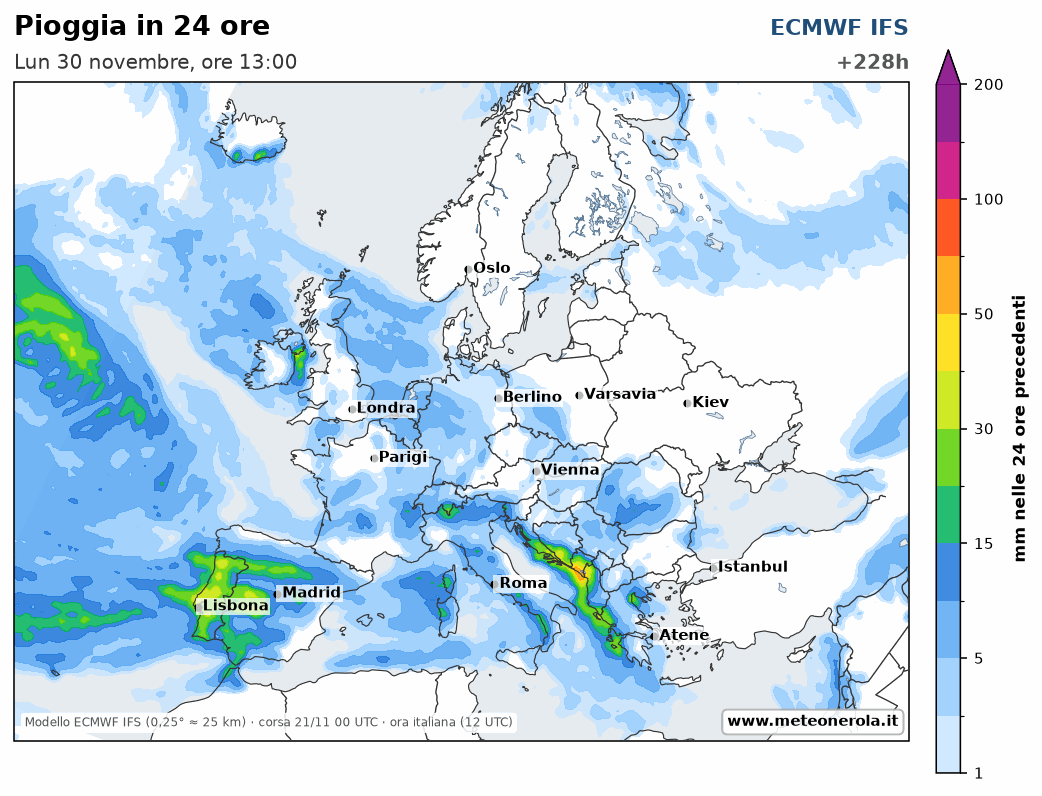 Pioggia in 24 ore
ECMWF IFS
Lun 30 novembre, ore 13:00
+228h
200
100
50
30
15
5
1
mm nelle 24 ore precedenti
Oslo
Londra
Berlino
Varsavia
Kiev
Parigi
Vienna
Istanbul
Roma
Madrid
Lisbona
Atene
Modello ECMWF IFS (0,25° ≈ 25 km) · corsa 21/11 00 UTC · ora italiana (12 UTC)
www.meteonerola.it